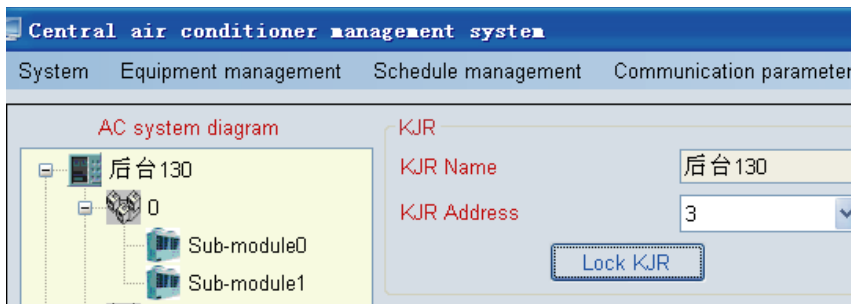 Central air conditioner management system
System Equipment management Schedule management Communication parameter
AC system diagram
后台130
0
Sub-module0
Sub-module1
KJR
KJR Name 后台130
KJR Address 3
Lock KJR